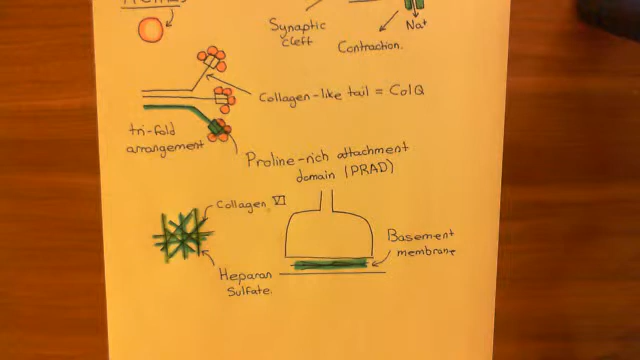 Synaptic
cleft
Na+
Contraction.
Collagen-like tail = ColQ
tri-fold
arrangement
Proline-rich attachment
domain (PRAD)
Collagen VI
Basement
membrane
Heparan
Sulfate.